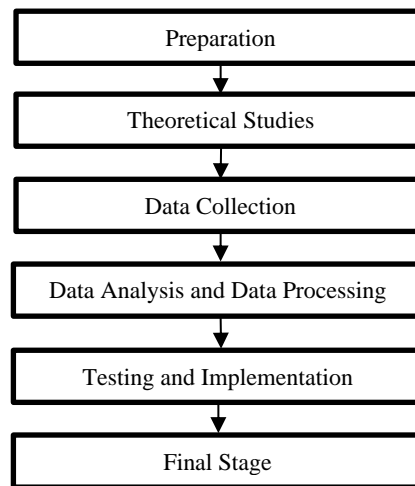 Preparation
Theoretical Studies
Data Collection
Data Analysis and Data Processing
Testing and Implementation
Final Stage